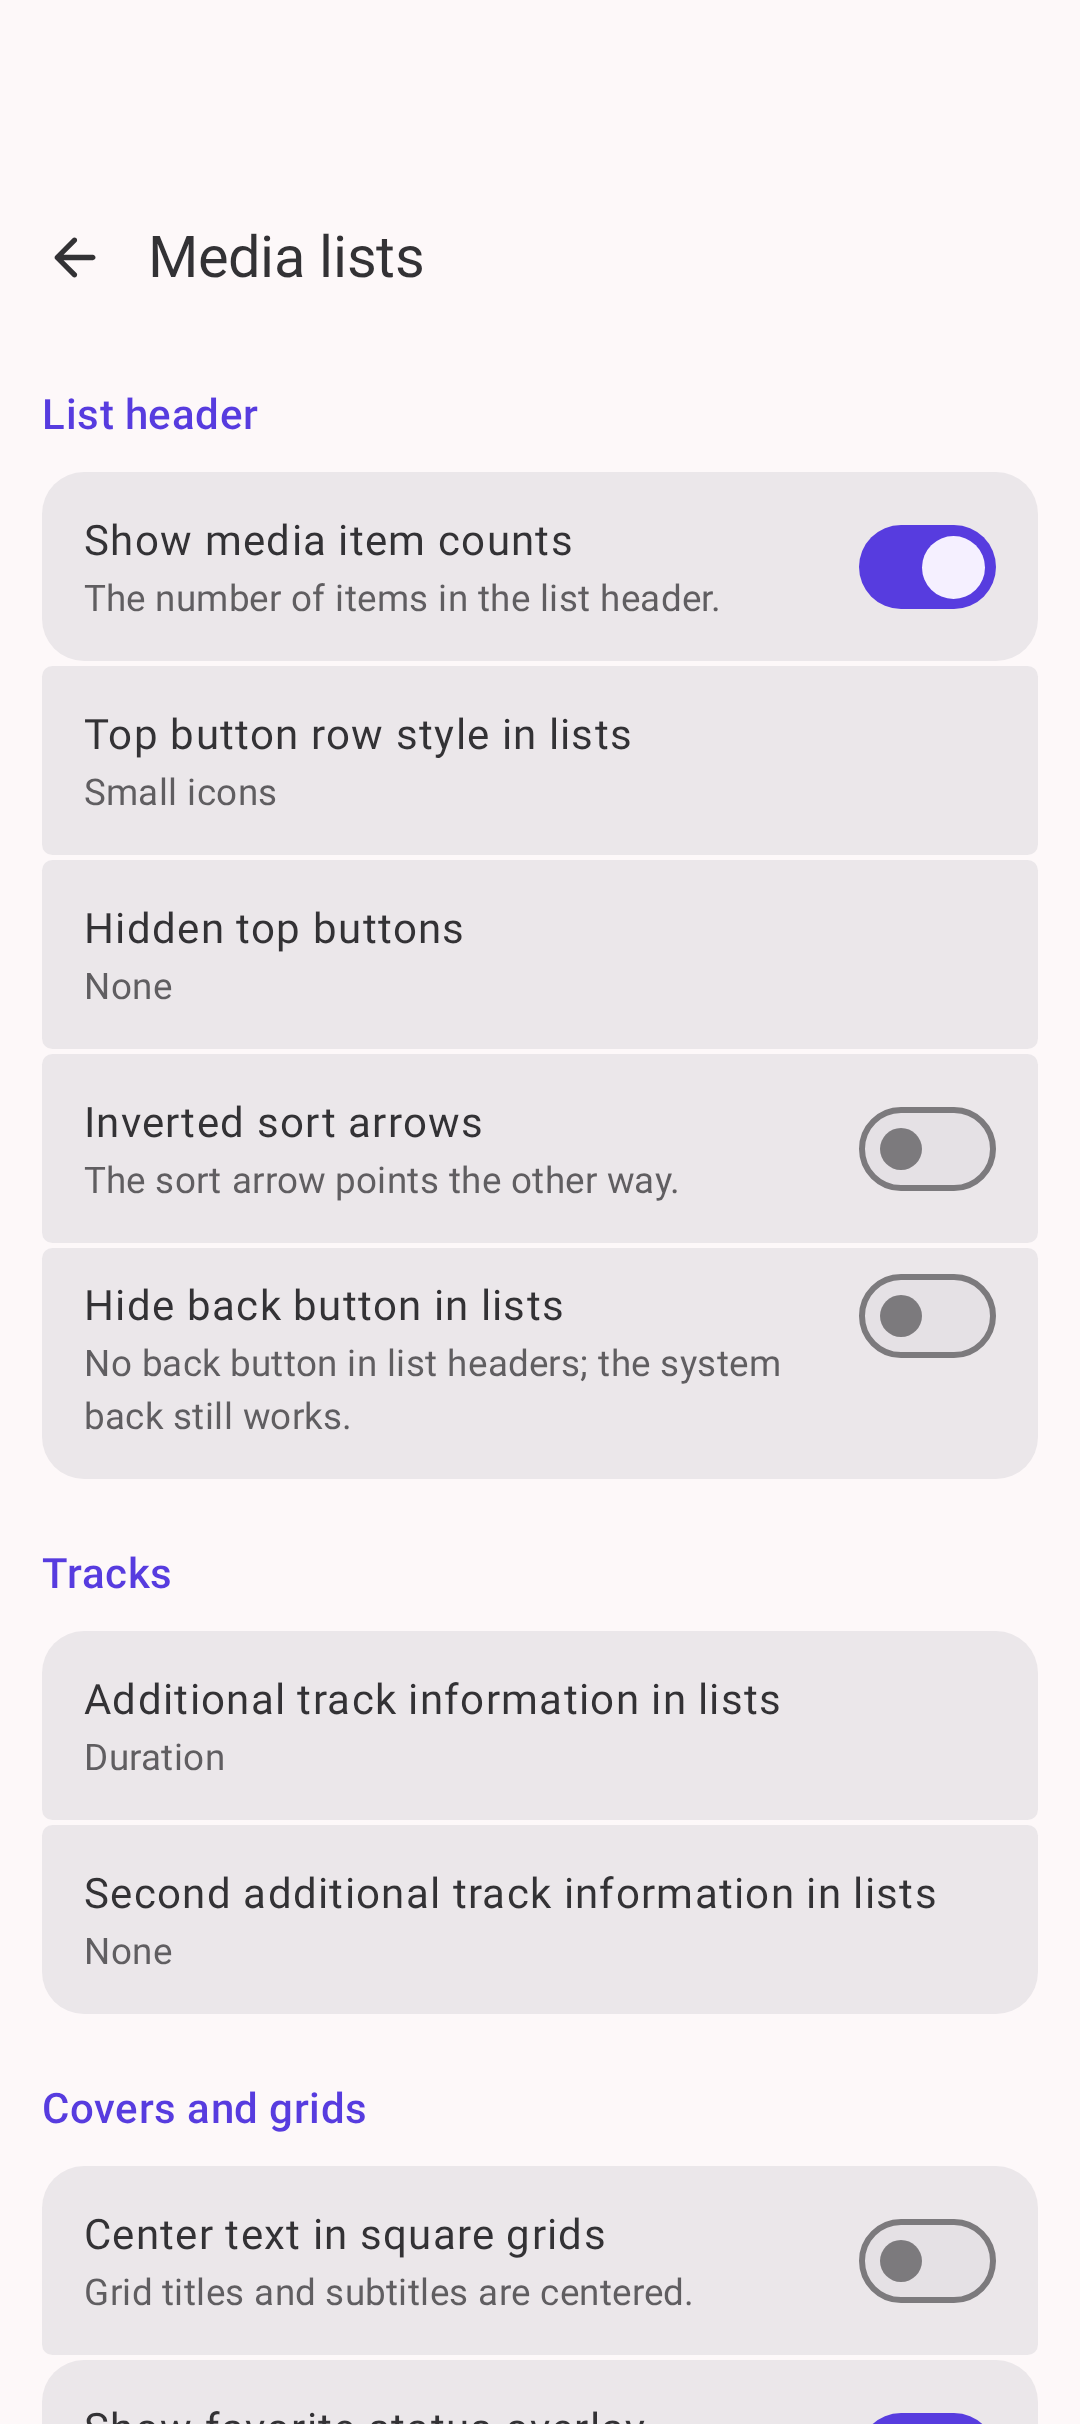 Media lists
List header
Show media item counts
The number of items in the list header.
Top button row style in lists
Small icons
Hidden top buttons
None
Inverted sort arrows
The sort arrow points the other way.
Hide back button in lists
No back button in list headers; the system
back still works.
Tracks
Additional track information in lists
Duration
Second additional track information in lists
None
Covers and grids
Center text in square grids
Grid titles and subtitles are centered.
Show favorite status overlay